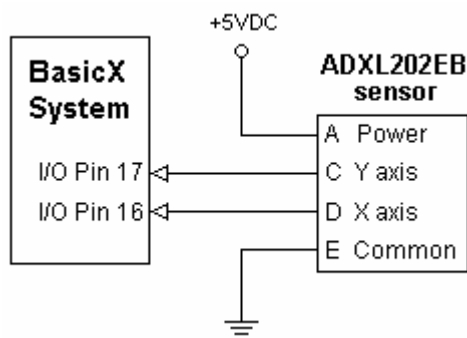 +5VDC
BasicX
System
I/O Pin 17
I/O Pin 16
ADXL202EB
sensor
A Power
C Y axis
D X axis
E Common